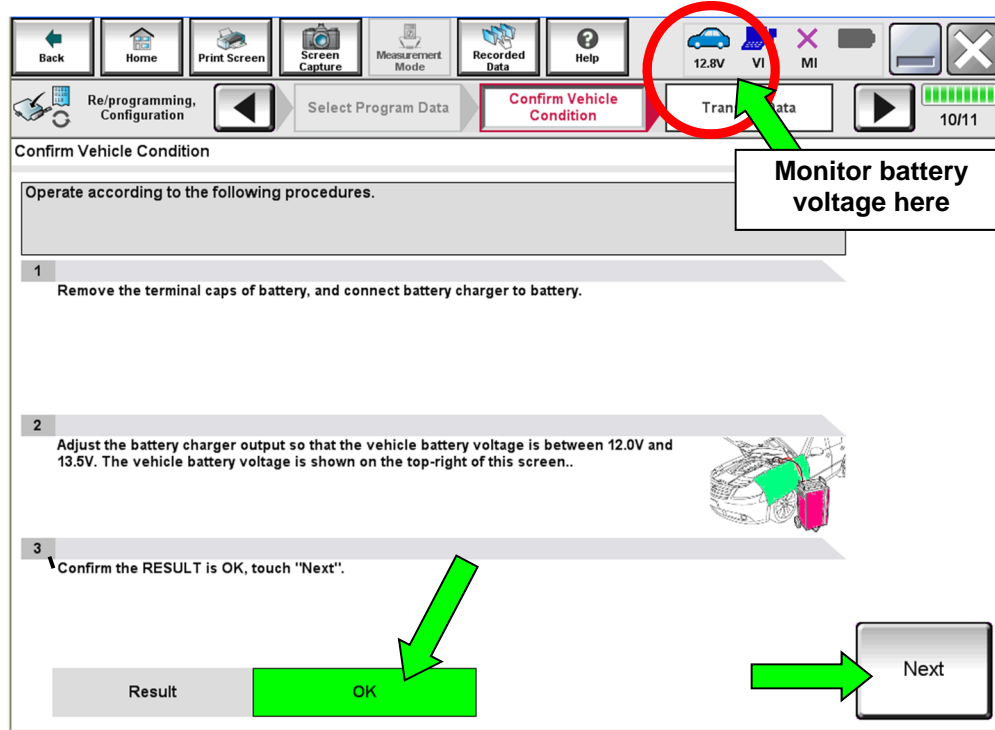 Back
Home
Print Screen
Screen
Capture
Measurement
Mode
Recorded
Data
Help
12.8V
VI
MI
Re/programming,
Configuration
Select Program Data
Confirm Vehicle
Condition
10/11
Confirm Vehicle Condition
Monitor battery
voltage here
Operate according to the following procedures.
1
Remove the terminal caps of battery, and connect battery charger to battery.
2
Adjust the battery charger output so that the vehicle battery voltage is between 12.0V and
13.5V. The vehicle battery voltage is shown on the top-right of this screen..
3
Confirm the RESULT is OK, touch "Next".
Result
OK
Next